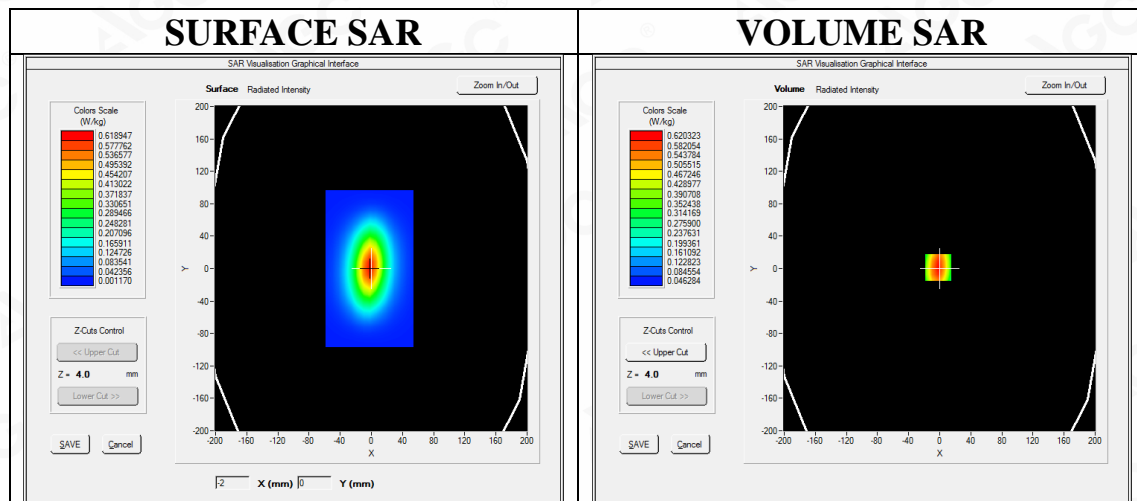 SURFACE SAR
SAR Visualisation Graphical Interface
Surface Radiated Intensity
Zoom In/Out
Colors Scale
(W/kg)
0.618947
0.577762
0.536577
0.495392
0.454207
0.413022
0.371837
0.330651
0.289466
0.248281
0.207096
0.165911
0.124726
0.083541
0.042356
0.001170
Z-Cuts Control
<< Upper Cut
Z = 4.0 mm
Lower Cut >>
SAVE Cancel
200
160
120
80
40
0
-40
-80
-120
-160
-200
Y
-200 -160 -120 -80 -40 0 40 80 120 160 200
X
-2 X (mm) 0 Y (mm)
VOLUME SAR
SAR Visualisation Graphical Interface
Volume Radiated Intensity
Zoom In/Out
Colors Scale
(W/kg)
0.620323
0.582054
0.543784
0.505515
0.467246
0.428977
0.390708
0.352438
0.314169
0.275900
0.237631
0.199361
0.161092
0.122823
0.084554
0.046284
Z-Cuts Control
<< Upper Cut
Z = 4.0 mm
Lower Cut >>
SAVE Cancel
200
160
120
80
40
0
-40
-80
-120
-160
-200
Y
-200 -160 -120 -80 -40 0 40 80 120 160 200
X